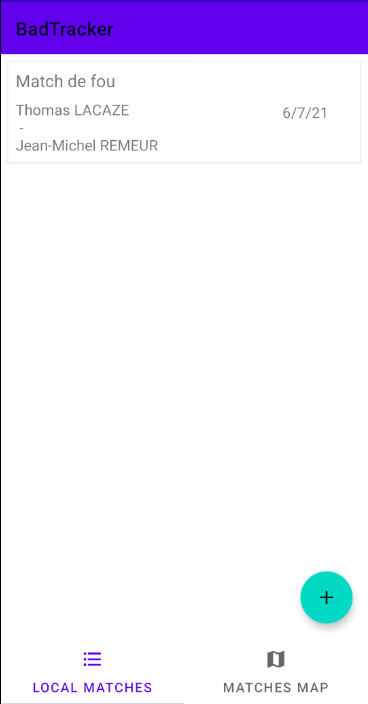 BadTracker
Match de fou
Thomas LACAZE
-
Jean-Michel REMEUR
6/7/21
+
LOCAL MATCHES
MATCHES MAP